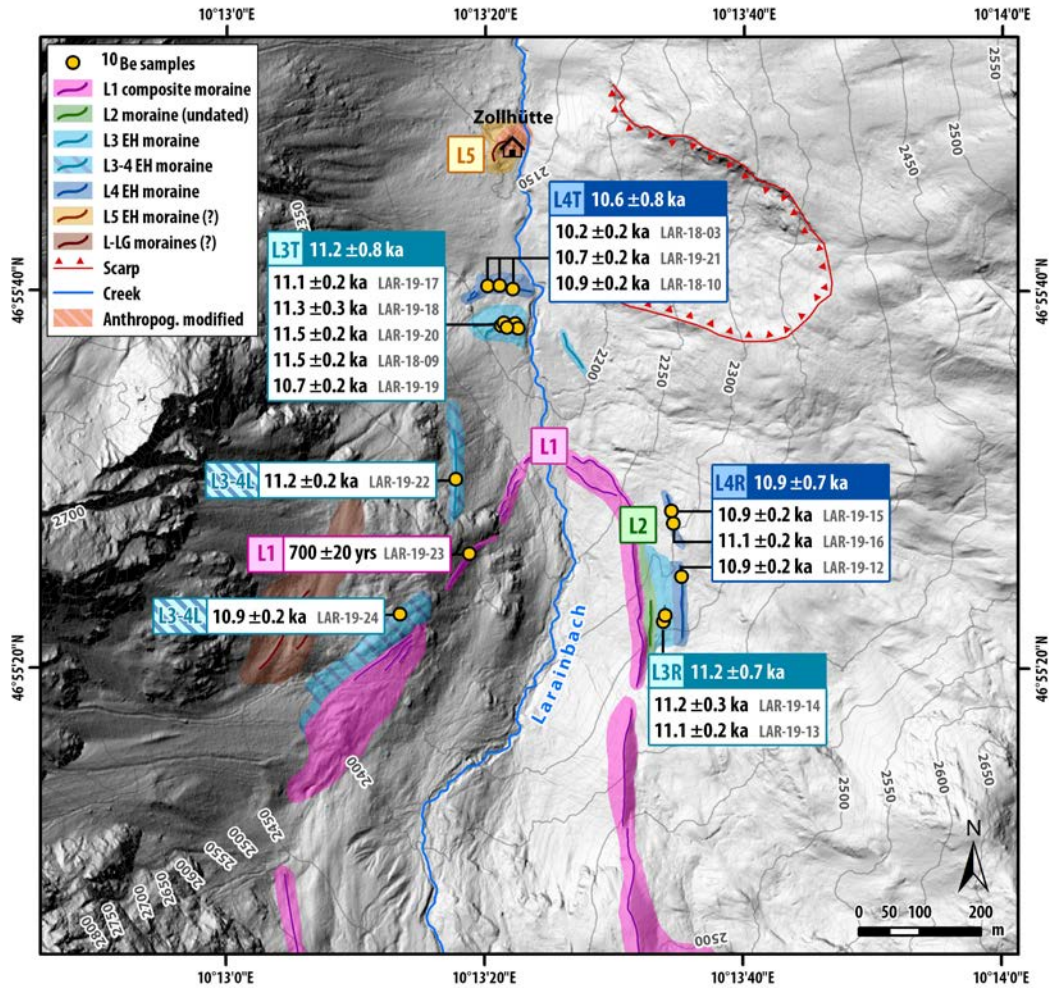 10°13'0"E 10°13'20"E 10°13'40"E 10°14'0"E
10Be samples
L1 composite moraine
L2 moraine (undated)
L3 EH moraine
L3-4 EH moraine
L4 EH moraine
L5 EH moraine (?)
L-LG moraines (?)
Scarp
Creek
Anthropog. modified
Zollhütte
L5
2150
2550
2500
2450
L4T 10.6 ±0.8 ka
10.2 ±0.2 ka LAR-18-03
10.7 ±0.2 ka LAR-19-21
10.9 ±0.2 ka LAR-18-10
L3T 11.2 ±0.8 ka
11.1 ±0.2 ka LAR-19-17
11.3 ±0.3 ka LAR-19-18
11.5 ±0.2 ka LAR-19-20
11.5 ±0.2 ka LAR-18-09
10.7 ±0.2 ka LAR-19-19
46°55'40"N 46°55'40"N
2200
2250
2300
L1
L3-4L 11.2 ±0.2 ka LAR-19-22
2700
L2
L4R 10.9 ±0.7 ka
10.9 ±0.2 ka LAR-19-15
11.1 ±0.2 ka LAR-19-16
10.9 ±0.2 ka LAR-19-12
L1 700 ±20 yrs LAR-19-23
L3-4L 10.9 ±0.2 ka LAR-19-24
46°55'20"N 46°55'20"N
Larainbach
L3R 11.2 ±0.7 ka
11.2 ±0.3 ka LAR-19-14
11.1 ±0.2 ka LAR-19-13
2400
2450
2500
2550
2600
2650
2700
2750
2800
2500
2550
2600
2650
N
0 50 100 200
m
2500
10°13'0"E 10°13'20"E 10°13'40"E 10°14'0"E